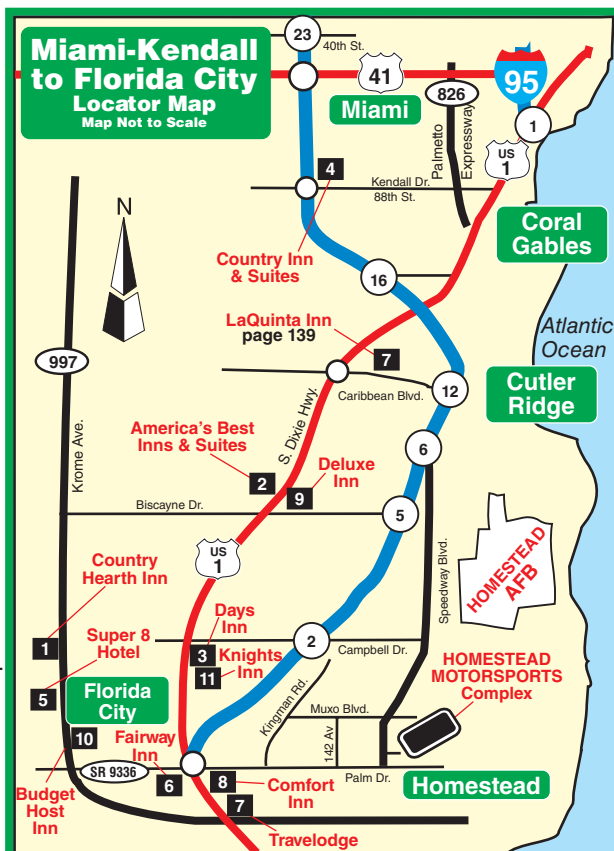 Miami-Kendall
to Florida City
Locator Map
Map Not to Scale
23
40th St.
41
95
Miami
826
Palmetto
Expressway
1
US
1
4
Kendall Dr.
88th St.
N
Coral
Gables
Country Inn
& Suites
16
LaQuinta Inn
page 139
7
Atlantic
Ocean
997
Caribbean Blvd.
12
Cutler
Ridge
Krome Ave.
S. Dixie Hwy.
America's Best
Inns & Suites
2
6
Deluxe
Inn
9
Biscayne Dr.
5
US
1
Speedway Blvd.
HOMESTEAD
AFB
Country
Hearth Inn
1
Super 8
Hotel
5
Days
Inn
3
Knights
Inn
11
2
Campbell Dr.
HOMESTEAD
MOTORSPORTS
Complex
Florida
City
Kingman Rd.
Muxo Blvd.
142 Av
10
Fairway
Inn
6
SR 9336
Palm Dr.
Budget
Host
Inn
8
Comfort
Inn
Homestead
7
Travelodge